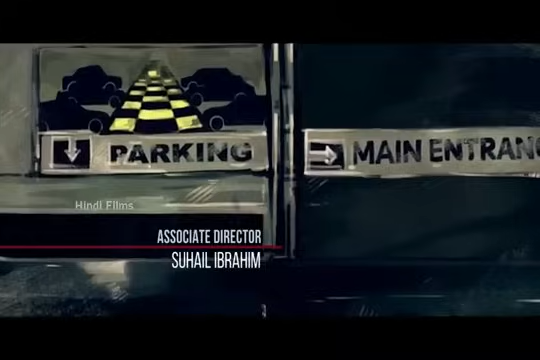 PARKING
MAIN ENTRANC
Hindi Films
ASSOCIATE DIRECTOR
SUHAIL IBRAHIM